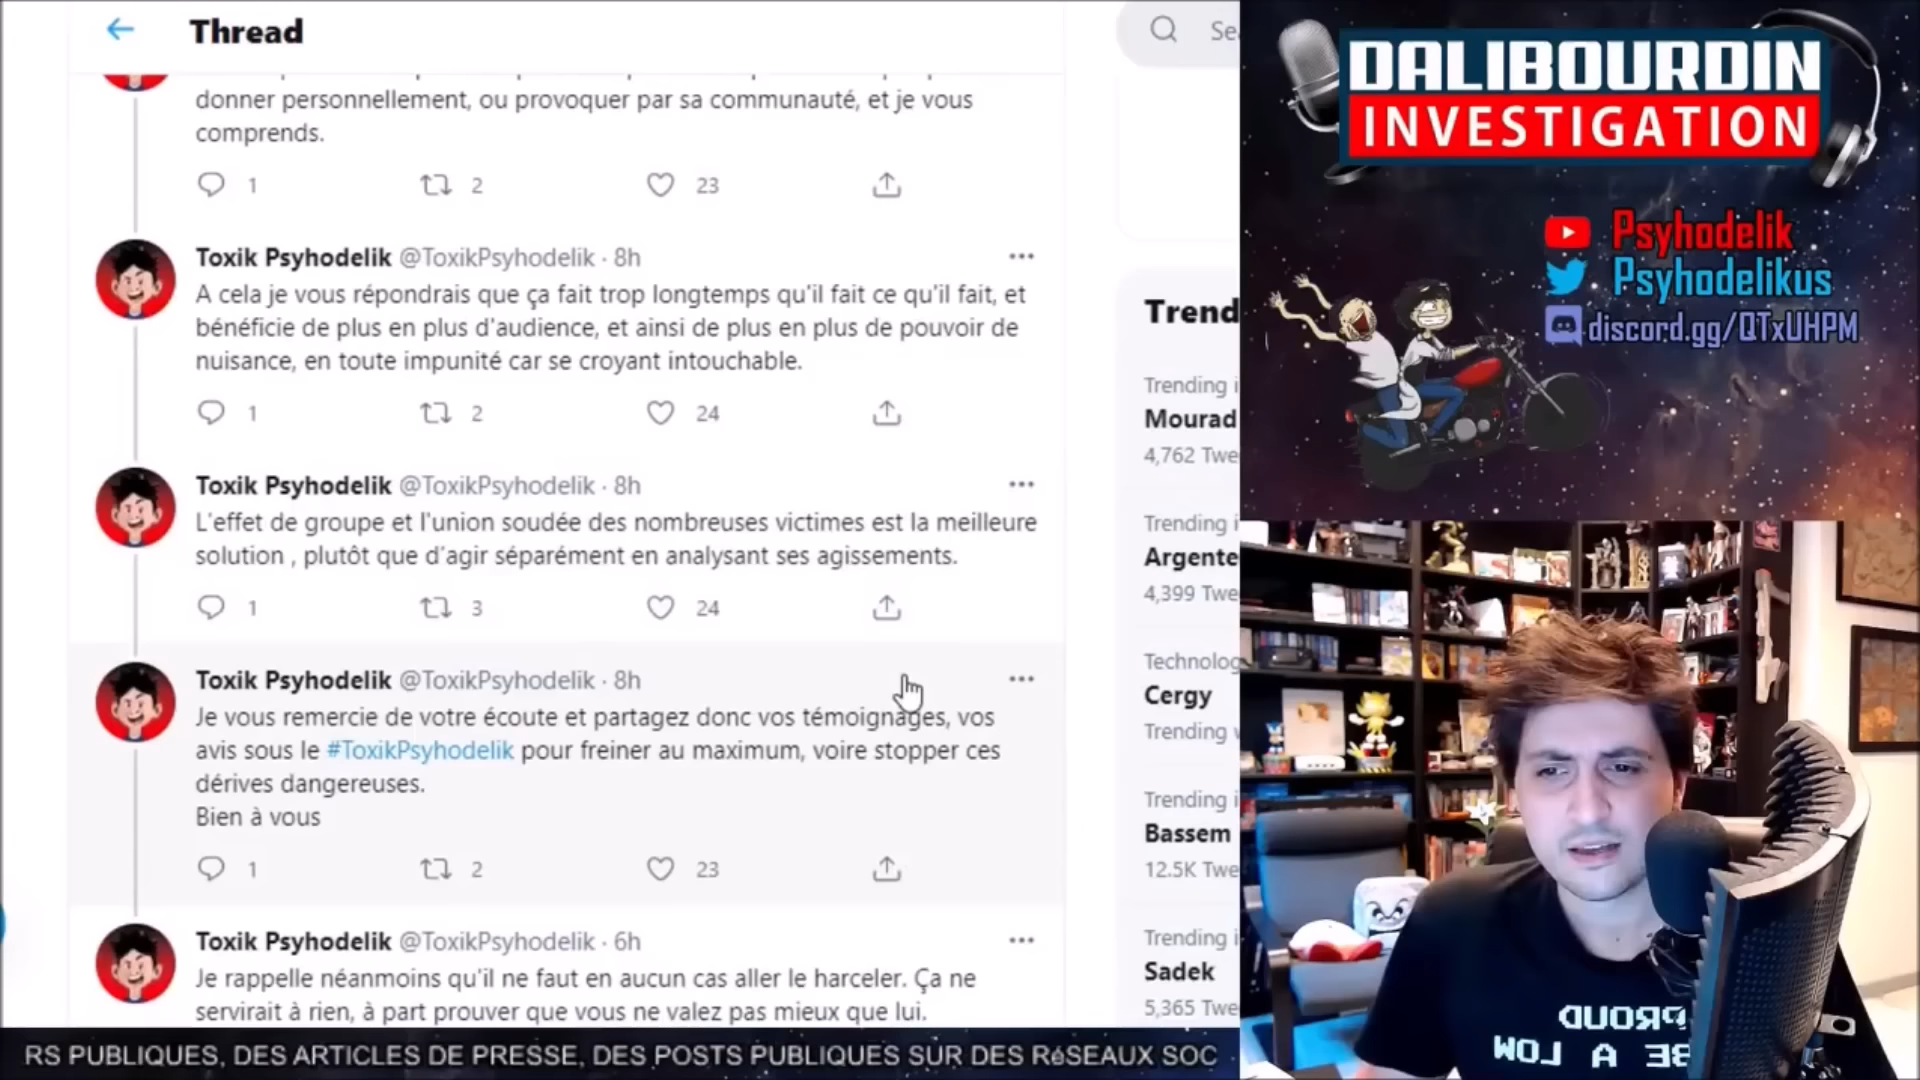 Thread
donner personnellement, ou provoquer par sa communauté, et je vous
comprends.
1 2 23
Toxik Psyhodelik @ToxikPsyhodelik · 8h
A cela je vous répondrais que ça fait trop longtemps qu'il fait ce qu'il fait, et
bénéficie de plus en plus d'audience, et ainsi de plus en plus de pouvoir de
nuisance, en toute impunité car se croyant intouchable.
1 2 24
Toxik Psyhodelik @ToxikPsyhodelik · 8h
L'effet de groupe et l'union soudée des nombreuses victimes est la meilleure
solution , plutôt que d'agir séparément en analysant ses agissements.
1 3 24
Toxik Psyhodelik @ToxikPsyhodelik · 8h
Je vous remercie de votre écoute et partagez donc vos témoignages, vos
avis sous le #ToxikPsyhodelik pour freiner au maximum, voire stopper ces
dérives dangereuses.
Bien à vous
1 2 23
Toxik Psyhodelik @ToxikPsyhodelik · 6h
Je rappelle néanmoins qu'il ne faut en aucun cas aller le harceler. Ça ne
servirait à rien, à part prouver que vous ne valez pas mieux que lui.
Se
Trend
Trending i
Mourad
4,762 Twe
Trending i
Argente
4,399 Twe
Technolog
Cergy
Trending v
Trending i
Bassem
12.5K Twe
Trending i
Sadek
5,365 Twe
DALIBOURDIN
INVESTIGATION
Psyhodelik
Psyhodelikus
discord.gg/QTxUHPM
PROUD
BE A LOW
RS PUBLIQUES, DES ARTICLES DE PRESSE, DES POSTS PUBLIQUES SUR DES RéSEAUX SOC